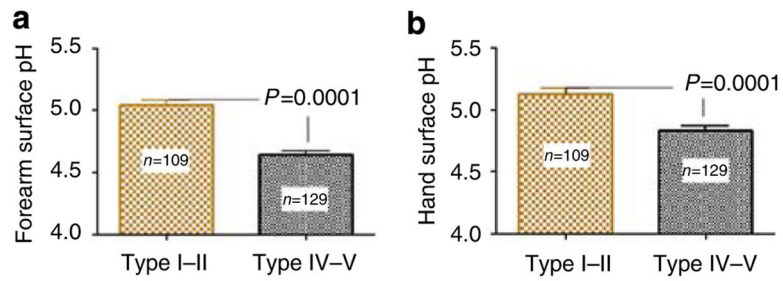 a
Forearm surface pH
5.5
5.0
4.5
4.0
P=0.0001
n=109
n=129
Type I–II
Type IV–V
b
Hand surface pH
5.5
5.0
4.5
4.0
P=0.0001
n=109
n=129
Type I–II
Type IV–V